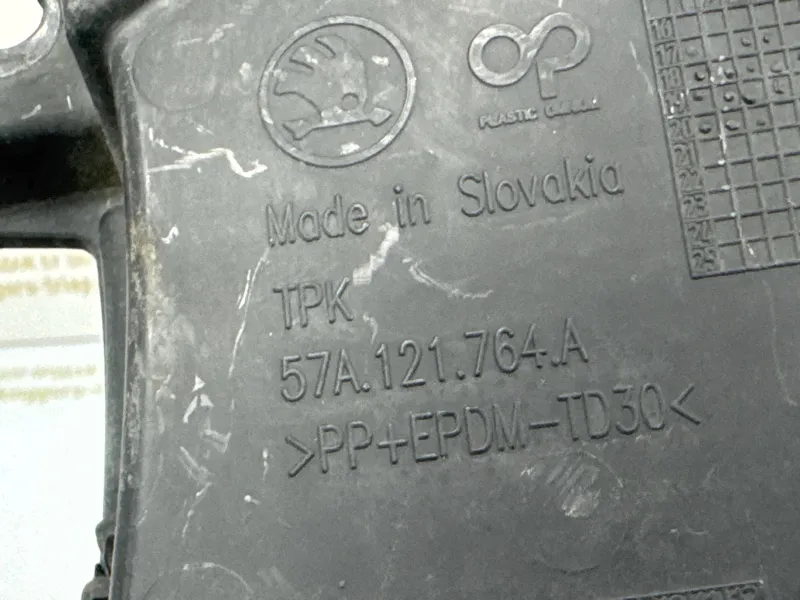 PLASTIC OMNIUM
Made in Slovakia
TPK
57A.121.764.A
>PP+EPDM-TD30<
16
17
18
19
20
21
23
24
25